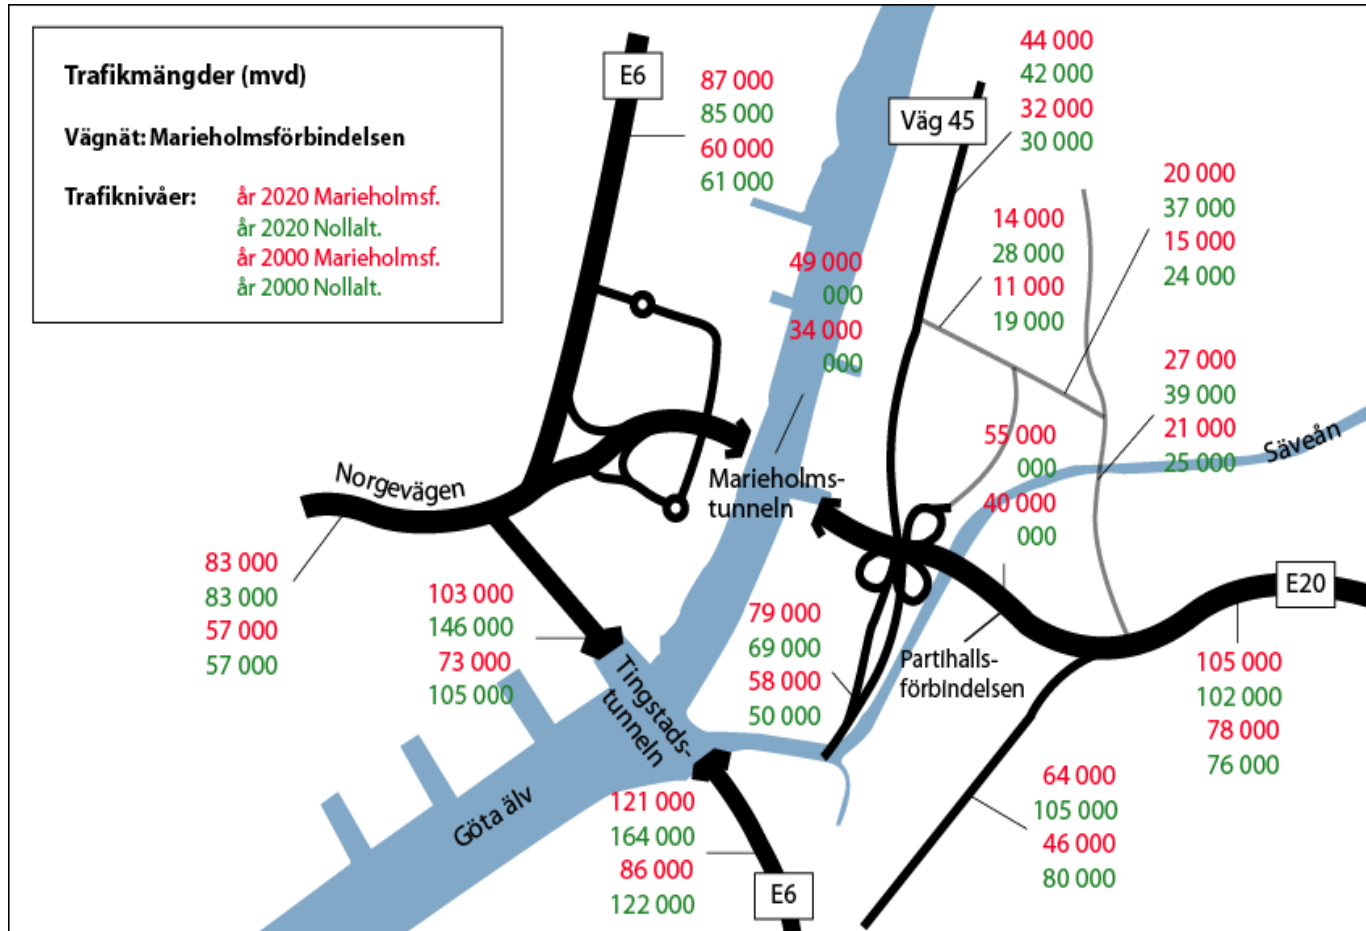 Trafikmängder (mvd)
Vägnät: Marieholmsförbindelsen
Trafiknivåer:
år 2020 Marieholmsf.
år 2020 Nollalt.
år 2000 Marieholmsf.
år 2000 Nollalt.
E6
87 000
85 000
60 000
61 000
Väg 45
44 000
42 000
32 000
30 000
20 000
37 000
15 000
24 000
14 000
28 000
11 000
19 000
49 000
000
34 000
000
27 000
39 000
21 000
25 000
Säveån
55 000
000
40 000
000
Norgevägen
Marieholms-
tunneln
83 000
83 000
57 000
57 000
103 000
146 000
73 000
105 000
79 000
69 000
58 000
50 000
Partihalls-
förbindelsen
E20
105 000
102 000
78 000
76 000
Tingstads-
tunneln
Göta älv
121 000
164 000
86 000
122 000
E6
64 000
105 000
46 000
80 000